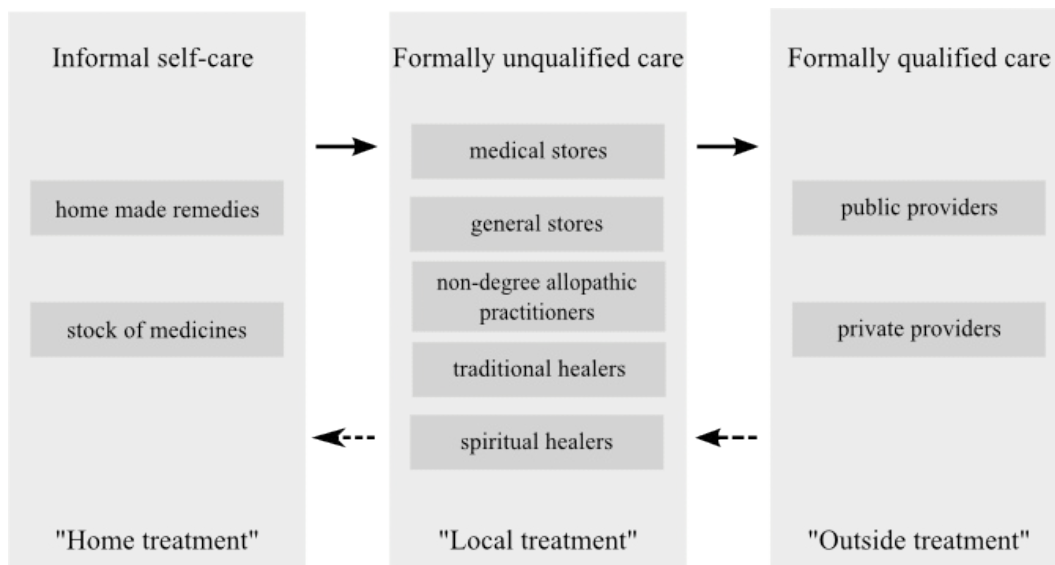 Informal self-care
home made remedies
stock of medicines
"Home treatment"
Formally unqualified care
medical stores
general stores
non-degree allopathic
practitioners
traditional healers
spiritual healers
"Local treatment"
Formally qualified care
public providers
private providers
"Outside treatment"